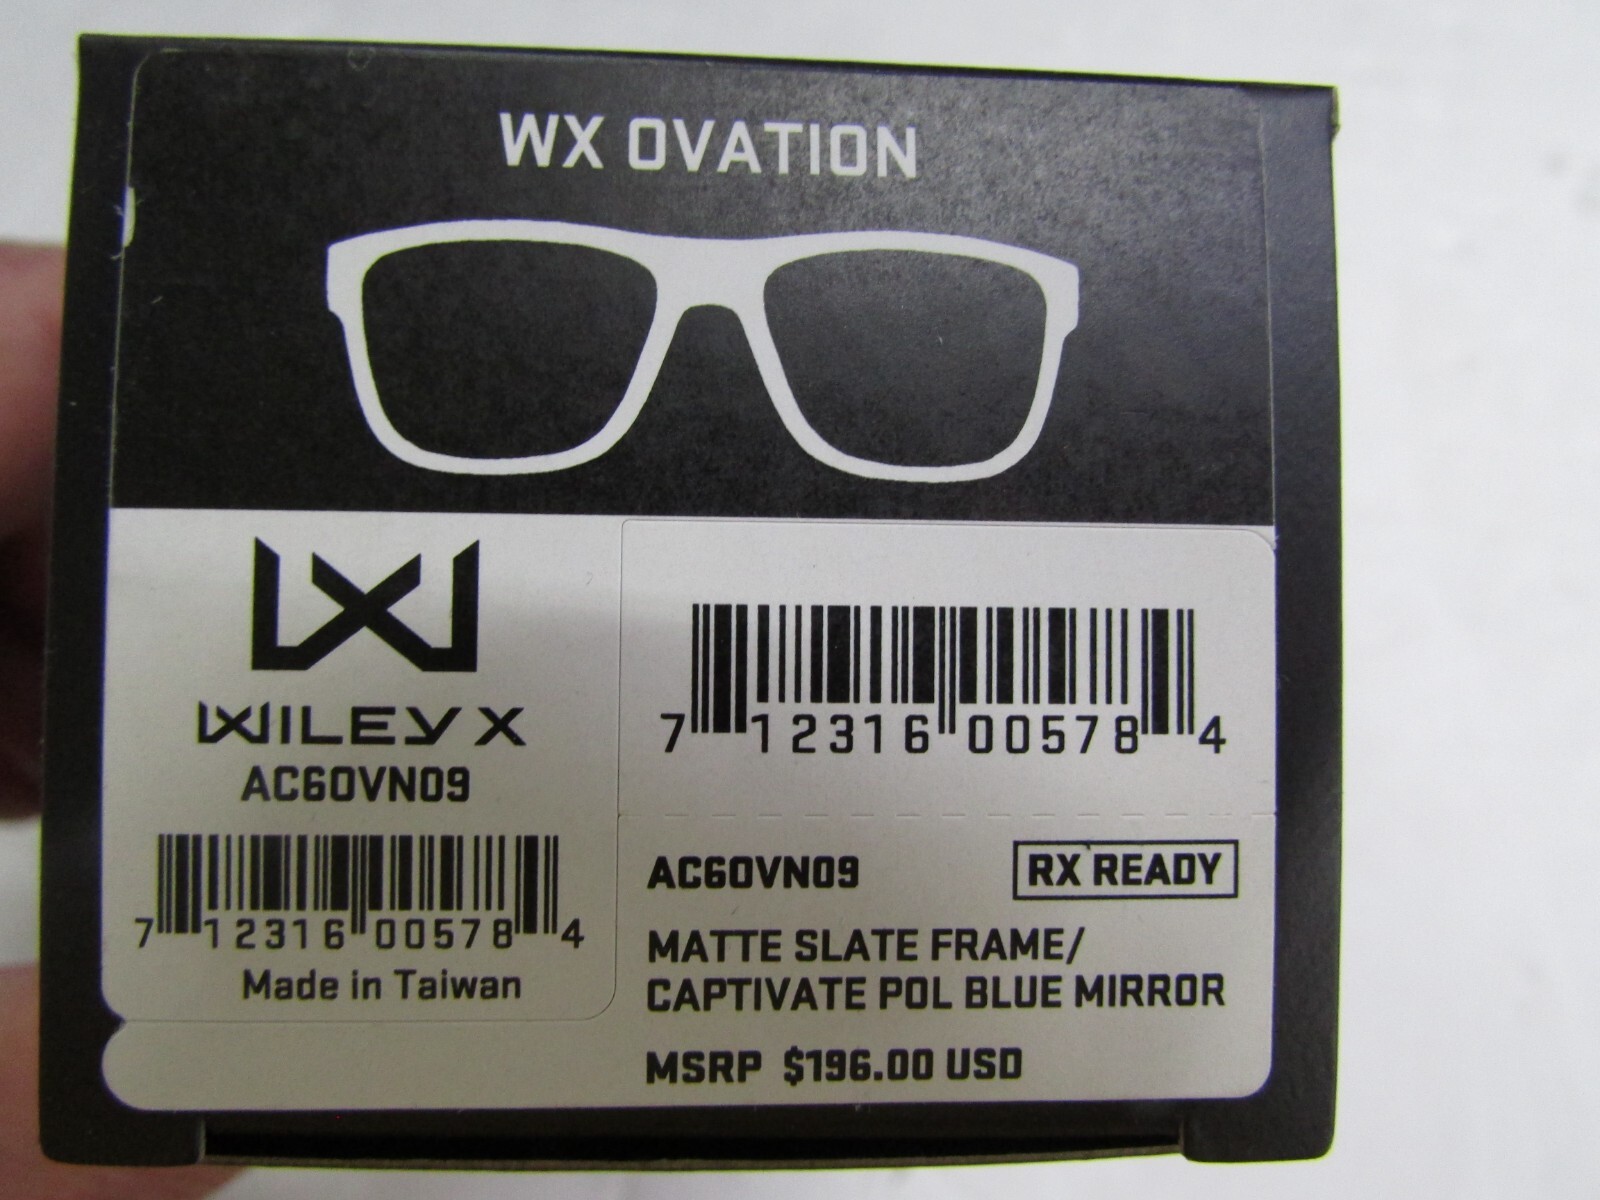 WX OVATION
WILEY X
AC6OVN09
7 12316 00578 4
Made in Taiwan
7 12316 00578 4
AC6OVN09
RX READY
MATTE SLATE FRAME/
CAPTIVATE POL BLUE MIRROR
MSRP $196.00 USD